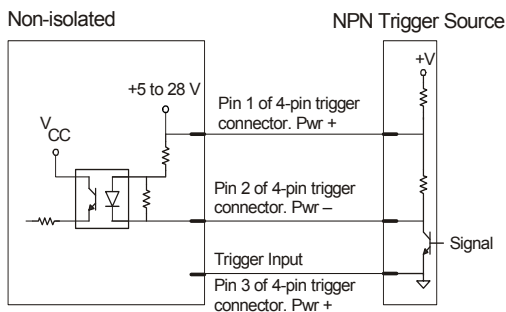 Non-isolated
NPN Trigger Source
+V
+5 to 28 V
Pin 1 of 4-pin trigger
connector. Pwr +
VCC
Pin 2 of 4-pin trigger
connector. Pwr –
Signal
Trigger Input
Pin 3 of 4-pin trigger
connector. Pwr +